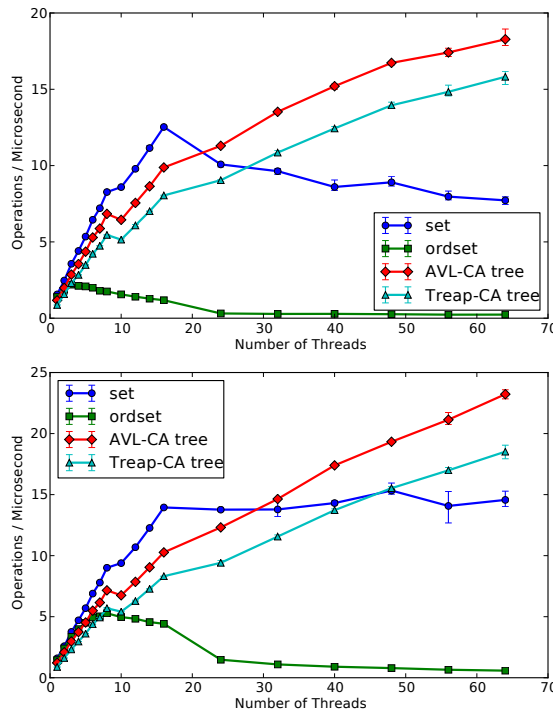 20
15
10
5
0
Operations / Microsecond
set
ordset
AVL-CA tree
Treap-CA tree
0 10 20 30 40 50 60 70
Number of Threads
25
20
15
10
5
0
Operations / Microsecond
set
ordset
AVL-CA tree
Treap-CA tree
0 10 20 30 40 50 60 70
Number of Threads